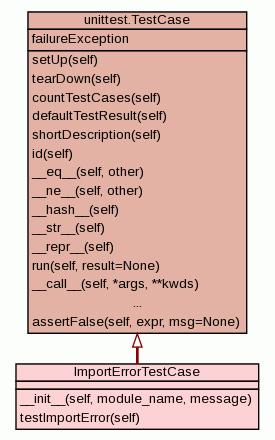 unittest.TestCase
failureException
setUp(self)
tearDown(self)
countTestCases(self)
defaultTestResult(self)
shortDescription(self)
id(self)
__eq__(self, other)
__ne__(self, other)
__hash__(self)
__str__(self)
__repr__(self)
run(self, result=None)
__call__(self, *args, **kwds)
...
assertFalse(self, expr, msg=None)
ImportErrorTestCase
__init__(self, module_name, message)
testImportError(self)